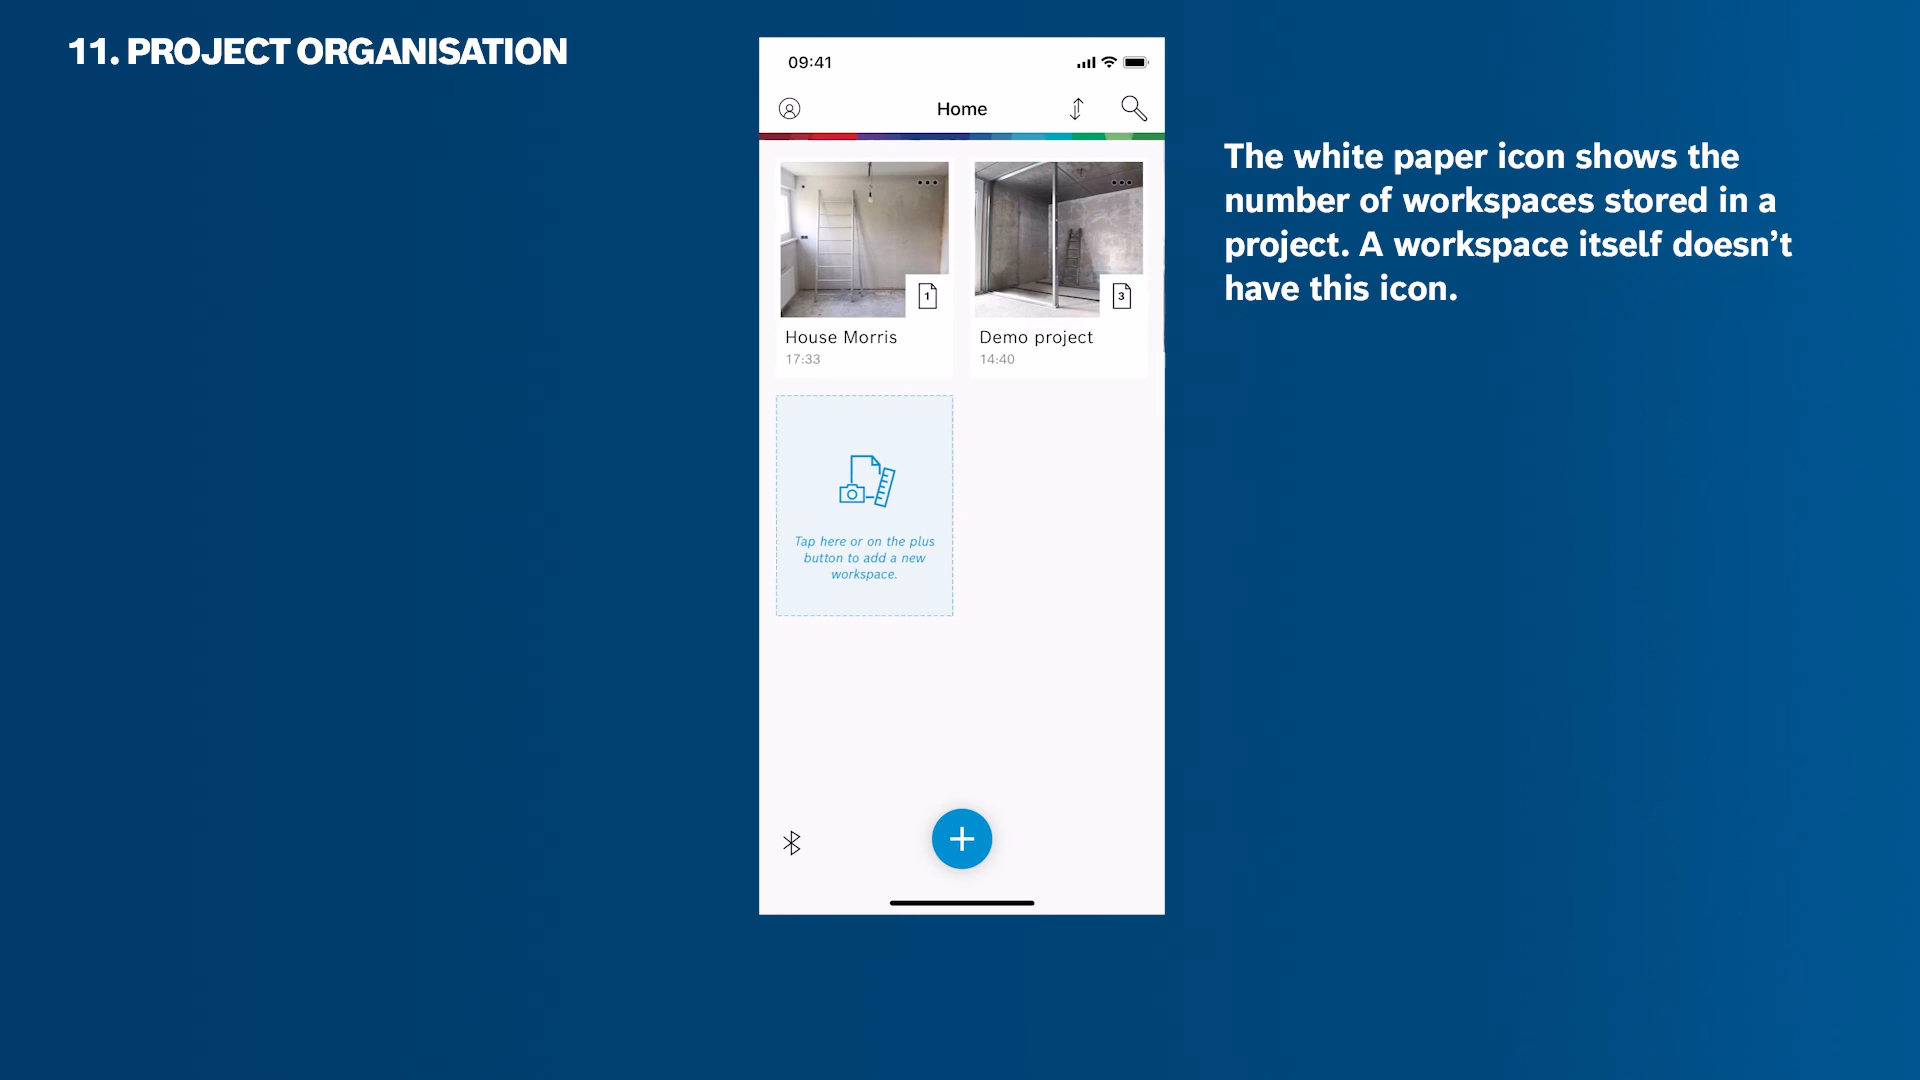 11. PROJECT ORGANISATION
09:41
Home
The white paper icon shows the
number of workspaces stored in a
project. A workspace itself doesn’t
have this icon.
1
3
House Morris
Demo project
17:33
14:40
Tap here or on the plus
button to add a new
workspace.